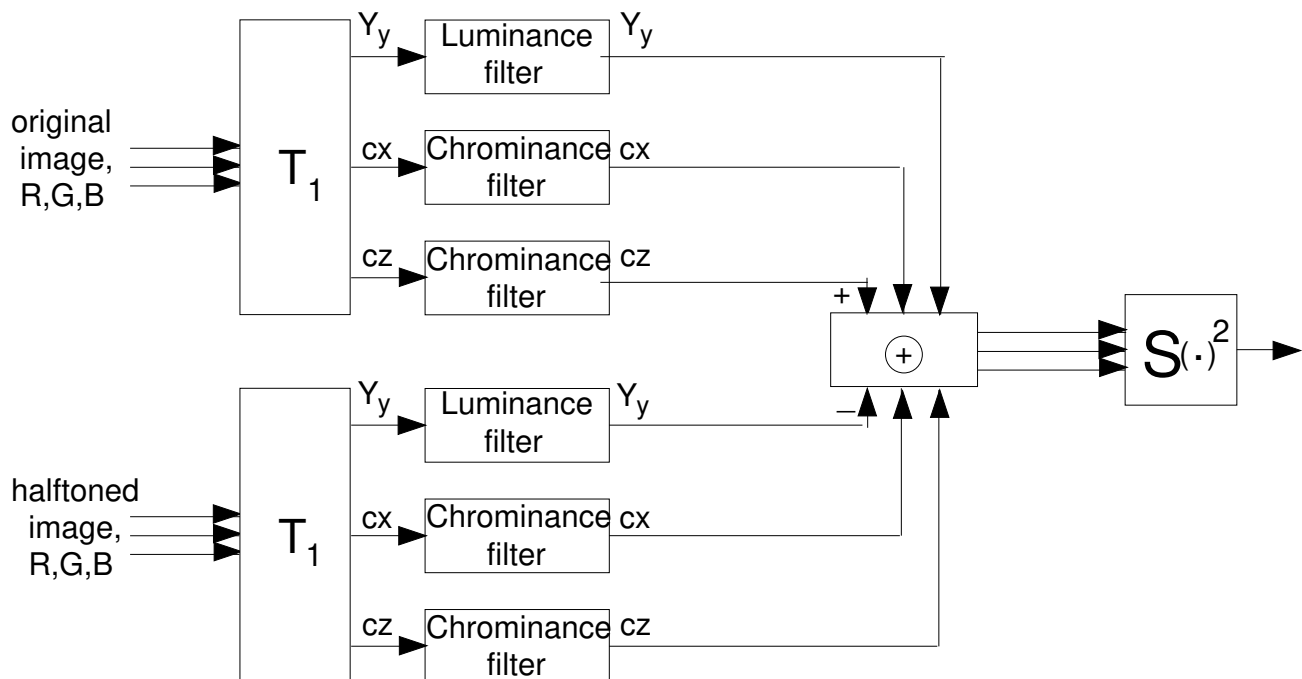 Y_y
Luminance
filter
Y_y
original
image,
R,G,B
T_1
cx
Chrominance
filter
cx
cz
Chrominance
filter
cz
+
+
S(·)^2
–
Y_y
Luminance
filter
Y_y
halftoned
image,
R,G,B
T_1
cx
Chrominance
filter
cx
cz
Chrominance
filter
cz